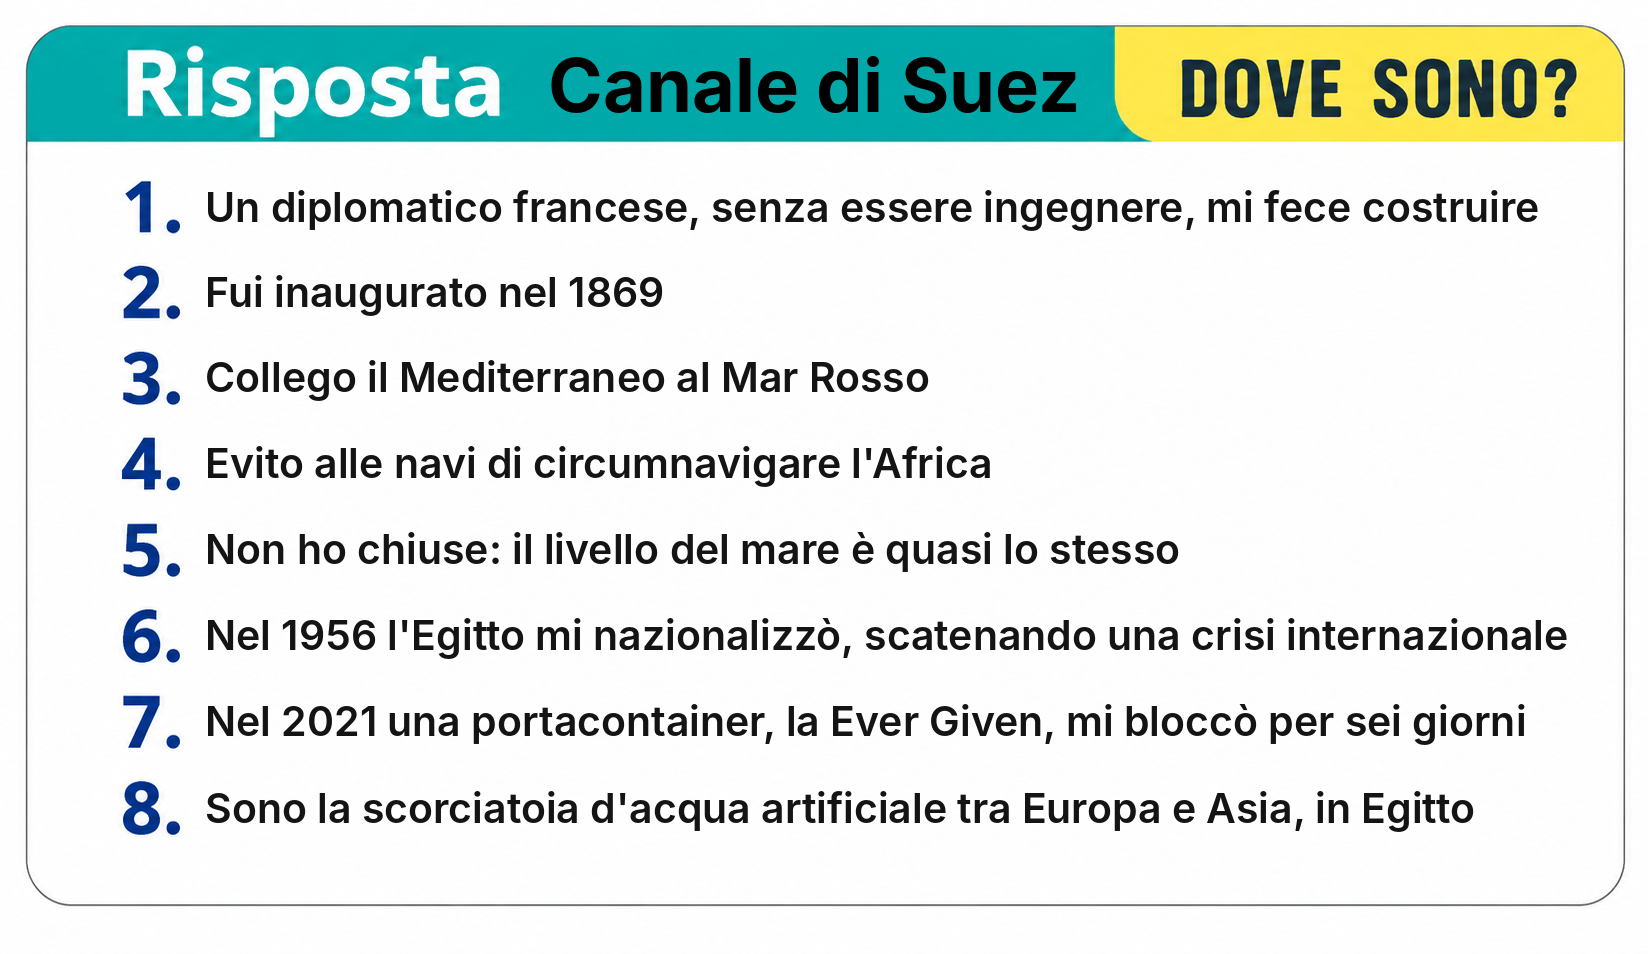 Risposta Canale di Suez DOVE SONO?
1. Un diplomatico francese, senza essere ingegnere, mi fece costruire
2. Fui inaugurato nel 1869
3. Collego il Mediterraneo al Mar Rosso
4. Evito alle navi di circumnavigare l'Africa
5. Non ho chiuse: il livello del mare è quasi lo stesso
6. Nel 1956 l'Egitto mi nazionalizzò, scatenando una crisi internazionale
7. Nel 2021 una portacontainer, la Ever Given, mi bloccò per sei giorni
8. Sono la scorciatoia d'acqua artificiale tra Europa e Asia, in Egitto